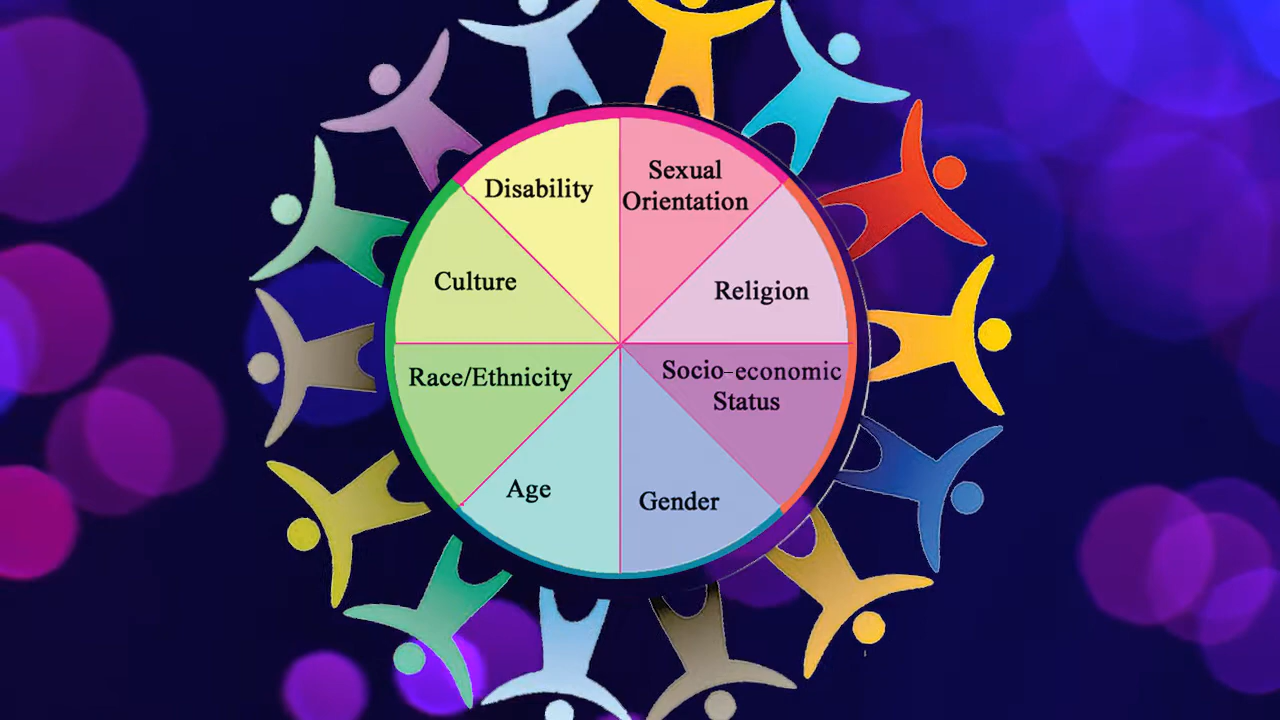 Disability
Sexual
Orientation
Culture
Religion
Race/Ethnicity
Socio-economic
Status
Age
Gender